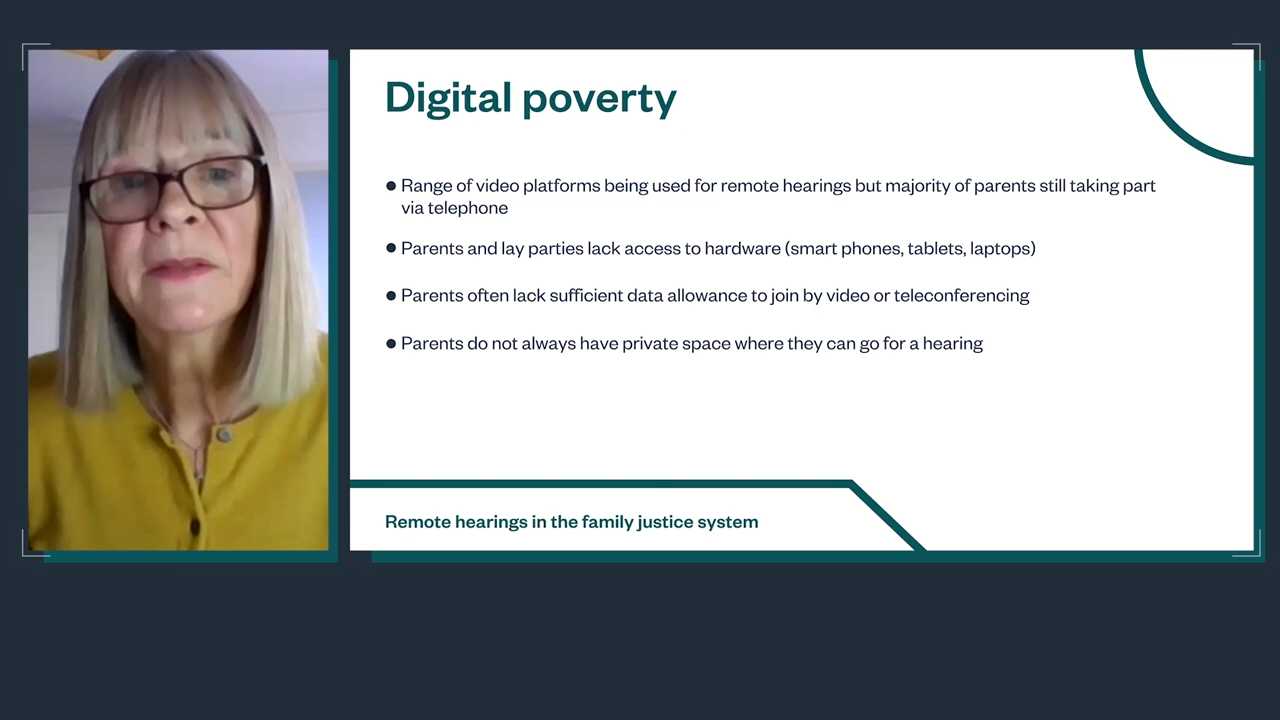 Digital poverty
● Range of video platforms being used for remote hearings but majority of parents still taking part
via telephone
● Parents and lay parties lack access to hardware (smart phones, tablets, laptops)
● Parents often lack sufficient data allowance to join by video or teleconferencing
● Parents do not always have private space where they can go for a hearing
Remote hearings in the family justice system